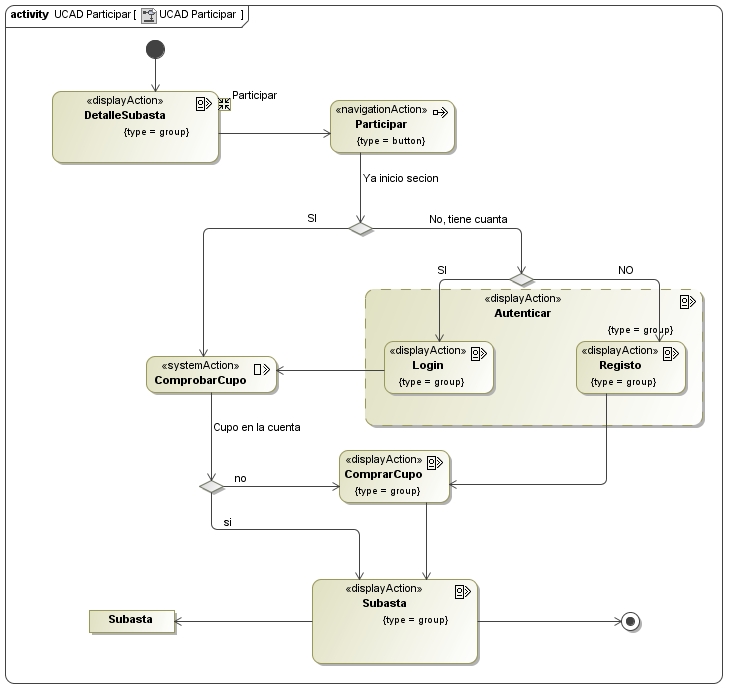 activity UCAD Participar [ UCAD Participar ]
«displayAction»
DetalleSubasta
{type = group}
Participar
«navigationAction»
Participar
{type = button}
Ya inicio secion
SI
No, tiene cuanta
SI
NO
«displayAction»
Autenticar
{type = group}
«displayAction»
Login
{type = group}
«displayAction»
Registo
{type = group}
«systemAction»
ComprobarCupo
Cupo en la cuenta
«displayAction»
ComprarCupo
{type = group}
no
si
«displayAction»
Subasta
{type = group}
Subasta